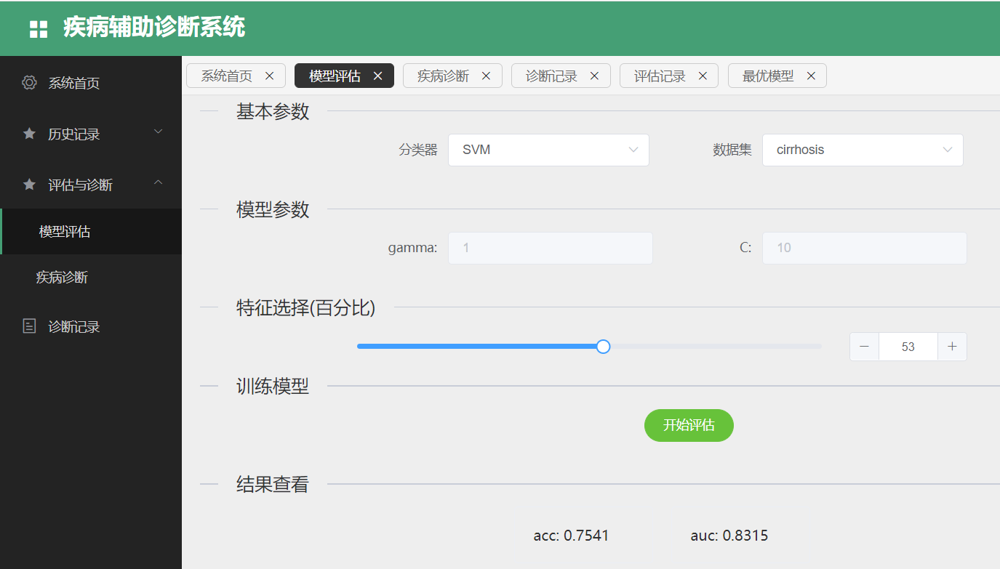 疾病辅助诊断系统
系统首页
历史记录
评估与诊断
模型评估
疾病诊断
诊断记录
系统首页 模型评估 疾病诊断 诊断记录 评估记录 最优模型
基本参数
分类器 SVM 数据集 cirrhosis
模型参数
gamma: 1 C: 10
特征选择(百分比)
53
训练模型
开始评估
结果查看
acc: 0.7541 auc: 0.8315